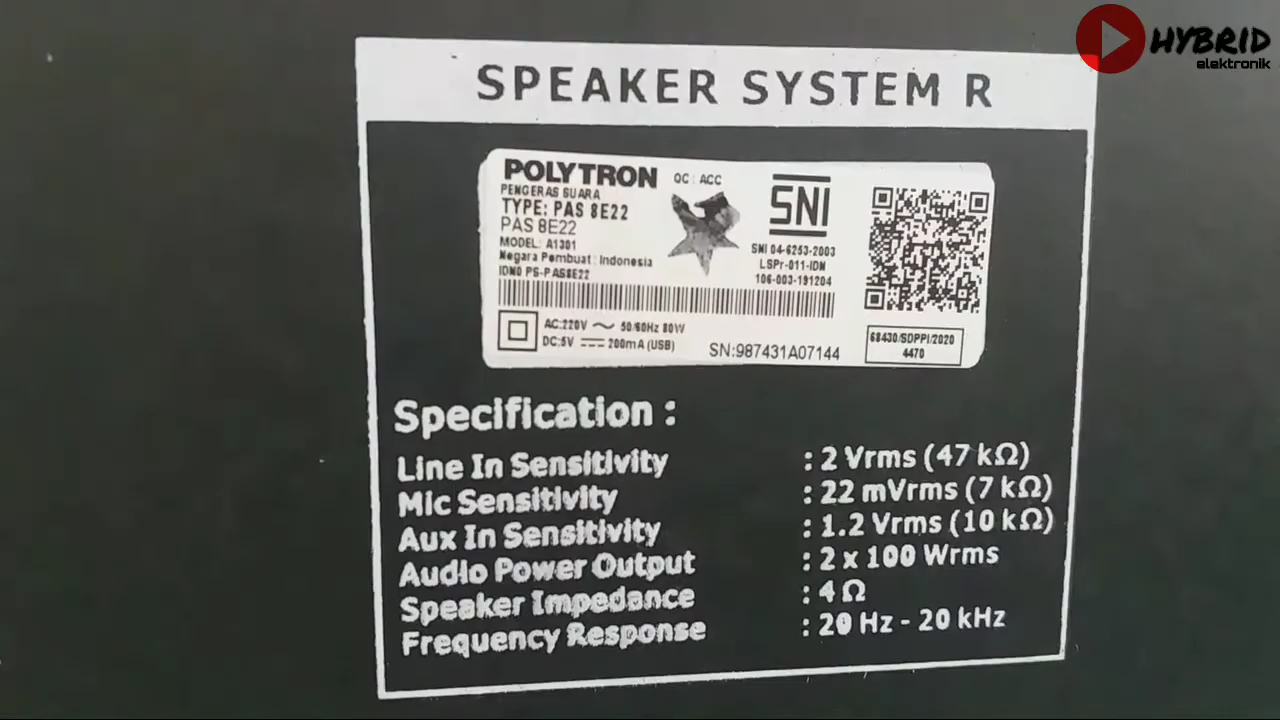 HYBRID
elektronik
SPEAKER SYSTEM R
POLYTRON
QC : ACC
PENGERAS SUARA
TYPE: PAS 8E22
PAS 8E22
MODEL: A1301
Negara Pembuat : Indonesia
IDNO PS-PAS8E22
SNI
SNI 04-6253-2003
LSPr-011-IDN
106-003-191204
AC:220V ～ 50/60Hz 80W
DC:5V ⎓ 200mA (USB)
SN:987431A07144
68430/SDPPI/2020
4470
Specification :
Line In Sensitivity : 2 Vrms (47 kΩ)
Mic Sensitivity : 22 mVrms (7 kΩ)
Aux In Sensitivity : 1.2 Vrms (10 kΩ)
Audio Power Output : 2 x 100 Wrms
Speaker Impedance : 4 Ω
Frequency Response : 20 Hz - 20 kHz